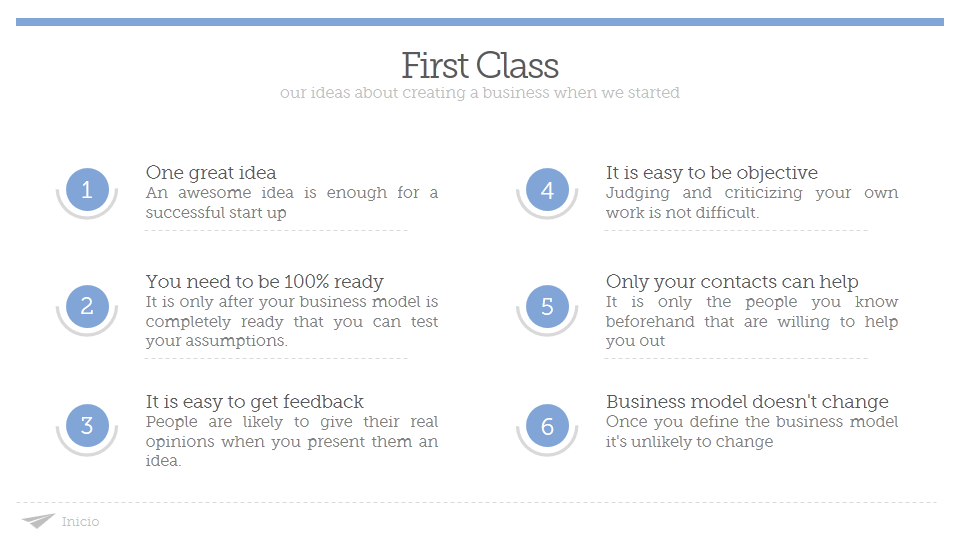 First Class
our ideas about creating a business when we started
1
One great idea
An awesome idea is enough for a
successful start up
2
You need to be 100% ready
It is only after your business model is
completely ready that you can test
your assumptions.
3
It is easy to get feedback
People are likely to give their real
opinions when you present them an
idea.
4
It is easy to be objective
Judging and criticizing your own
work is not difficult.
5
Only your contacts can help
It is only the people you know
beforehand that are willing to help
you out
6
Business model doesn't change
Once you define the business model
it's unlikely to change
Inicio